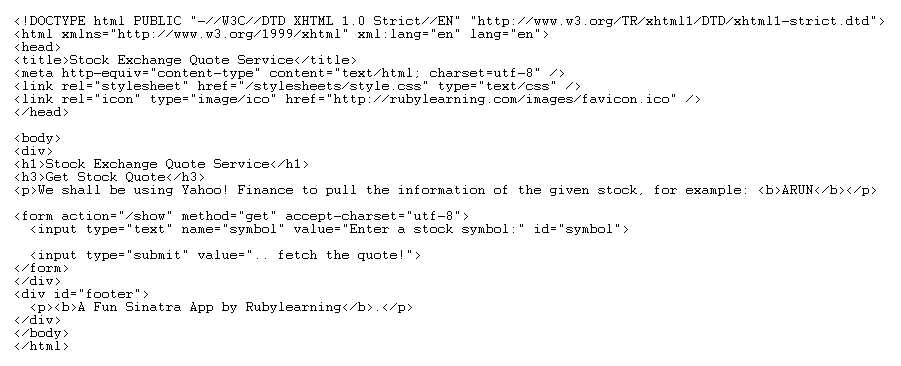 <!DOCTYPE html PUBLIC "-//W3C//DTD XHTML 1.0 Strict//EN" "http://www.w3.org/TR/xhtml1/DTD/xhtml1-strict.dtd">
<html xmlns="http://www.w3.org/1999/xhtml" xml:lang="en" lang="en">
<head>
<title>Stock Exchange Quote Service</title>
<meta http-equiv="content-type" content="text/html; charset=utf-8" />
<link rel="stylesheet" href="/stylesheets/style.css" type="text/css" />
<link rel="icon" type="image/ico" href="http://rubylearning.com/images/favicon.ico" />
</head>

<body>
<div>
<h1>Stock Exchange Quote Service</h1>
<h3>Get Stock Quote</h3>
<p>We shall be using Yahoo! Finance to pull the information of the given stock, for example: <b>ARUN</b></p>

<form action="/show" method="get" accept-charset="utf-8">
  <input type="text" name="symbol" value="Enter a stock symbol:" id="symbol">

  <input type="submit" value=".. fetch the quote!">
</form>
</div>
<div id="footer">
  <p><b>A Fun Sinatra App by Rubylearning</b>.</p>
</div>
</body>
</html>